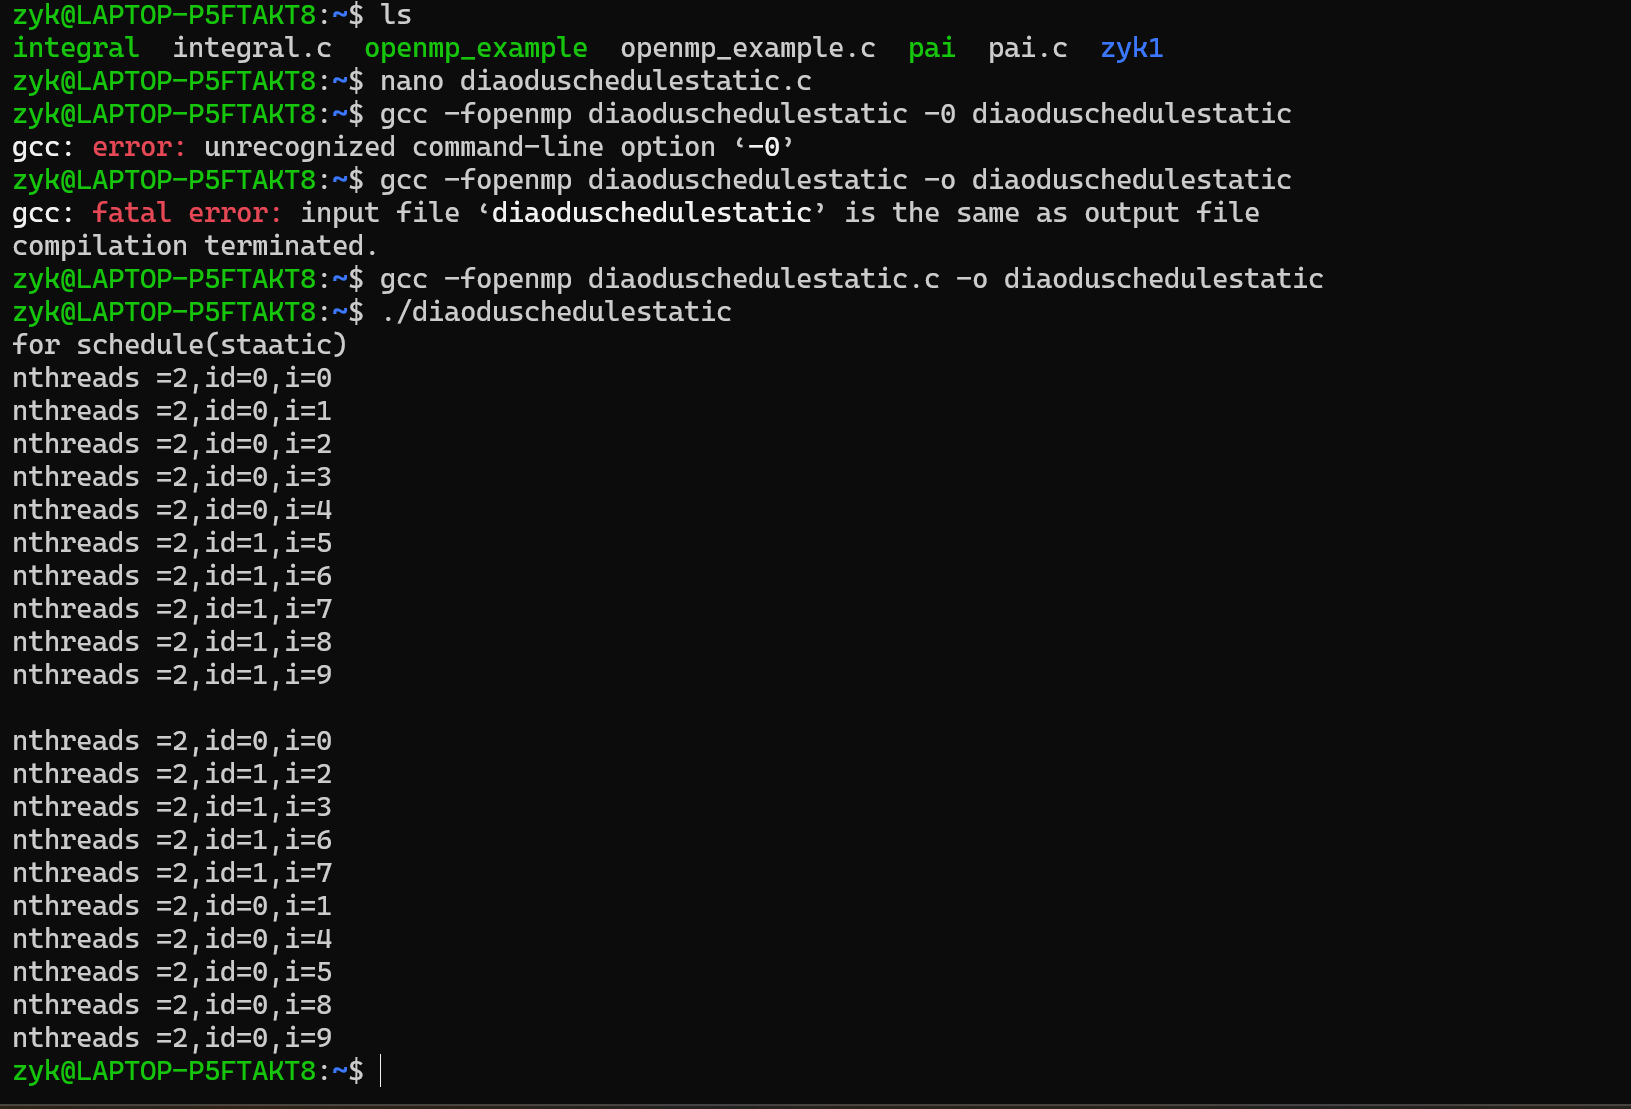 zyk@LAPTOP-P5FTAKT8:~$ ls
integral  integral.c  openmp_example  openmp_example.c  pai  pai.c  zyk1
zyk@LAPTOP-P5FTAKT8:~$ nano diaoduschedulestatic.c
zyk@LAPTOP-P5FTAKT8:~$ gcc -fopenmp diaoduschedulestatic -0 diaoduschedulestatic
gcc: error: unrecognized command-line option ‘-0’
zyk@LAPTOP-P5FTAKT8:~$ gcc -fopenmp diaoduschedulestatic -o diaoduschedulestatic
gcc: fatal error: input file ‘diaoduschedulestatic’ is the same as output file
compilation terminated.
zyk@LAPTOP-P5FTAKT8:~$ gcc -fopenmp diaoduschedulestatic.c -o diaoduschedulestatic
zyk@LAPTOP-P5FTAKT8:~$ ./diaoduschedulestatic
for schedule(staatic)
nthreads =2,id=0,i=0
nthreads =2,id=0,i=1
nthreads =2,id=0,i=2
nthreads =2,id=0,i=3
nthreads =2,id=0,i=4
nthreads =2,id=1,i=5
nthreads =2,id=1,i=6
nthreads =2,id=1,i=7
nthreads =2,id=1,i=8
nthreads =2,id=1,i=9

nthreads =2,id=0,i=0
nthreads =2,id=1,i=2
nthreads =2,id=1,i=3
nthreads =2,id=1,i=6
nthreads =2,id=1,i=7
nthreads =2,id=0,i=1
nthreads =2,id=0,i=4
nthreads =2,id=0,i=5
nthreads =2,id=0,i=8
nthreads =2,id=0,i=9
zyk@LAPTOP-P5FTAKT8:~$